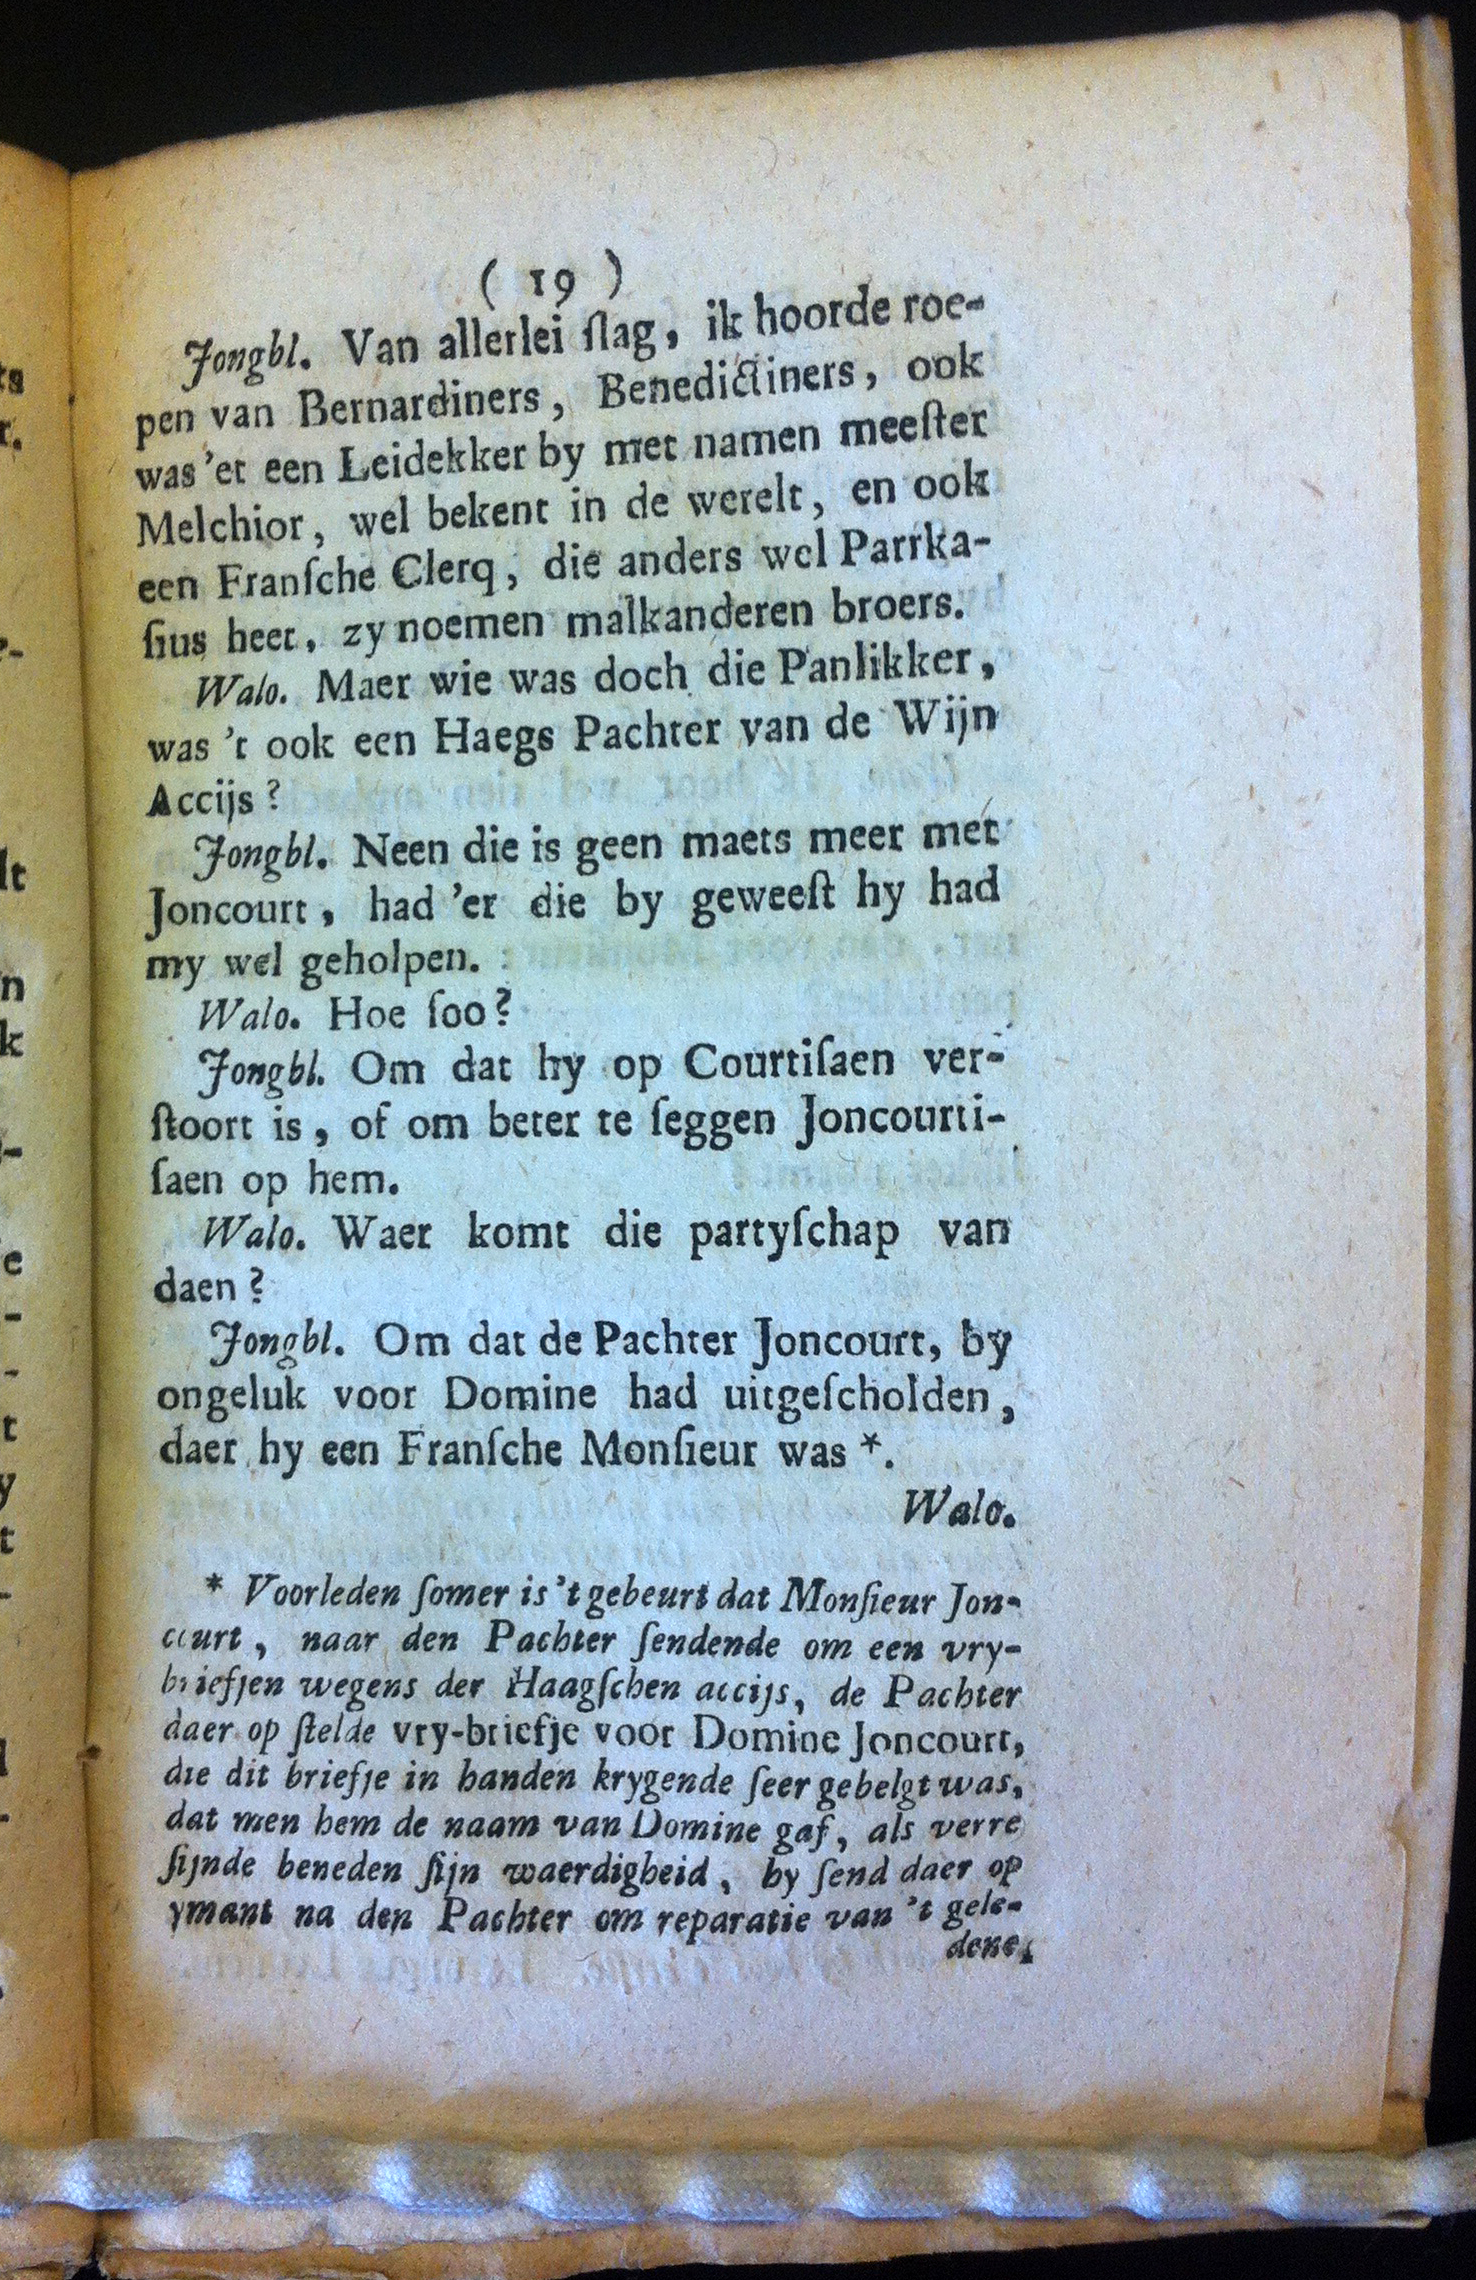 ( 19 )
Jongbl. Van allerlei ſlag, ik hoorde roe-
pen van Bernardiners, Benedictiners, ook
was 'et een Leidekker by met namen meeſter
Melchior, wel bekent in de werelt, en ook
een Franſche Clerq, die anders wel Parrka-
ſius heet, zy noemen malkanderen broers.
Walo. Maer wie was doch die Panlikker,
was 't ook een Haegs Pachter van de Wijn
Accijs?
Jongbl. Neen die is geen maets meer met
Joncourt, had 'er die by geweeſt hy had
my wel geholpen.
Walo. Hoe ſoo?
Jongbl. Om dat hy op Courtiſaen ver-
ſtoort is, of om beter te ſeggen Joncourti-
ſaen op hem.
Walo. Waer komt die partyſchap van
daen?
Jongbl. Om dat de Pachter Joncourt, by
ongeluk voor Domine had uitgeſcholden,
daer hy een Franſche Monſieur was *.
Walo.
* Voorleden ſomer is 't gebeurt dat Monſieur Jon-
court, naar den Pachter ſendende om een vry-
briefjen wegens der Haagſchen accijs, de Pachter
daer op ſtelde vry-briefje voor Domine Joncourt,
die dit briefje in handen krygende ſeer gebelgt was,
dat men hem de naam van Domine gaf, als verre
ſijnde beneden ſijn waerdigheid, hy ſend daer op
ymant na den Pachter om reparatie van 't gele-
dene,